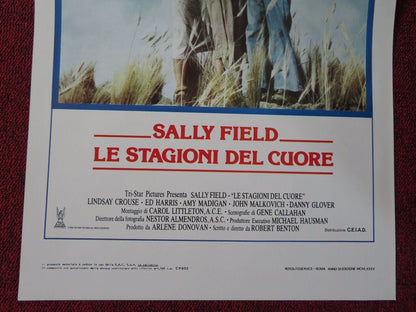 SALLY FIELD
LE STAGIONI DEL CUORE
Tri-Star Pictures Presenta SALLY FIELD - "LE STAGIONI DEL CUORE"
LINDSAY CROUSE - ED HARRIS - AMY MADIGAN - JOHN MALKOVICH - DANNY GLOVER
Montaggio di CAROL LITTLETON, A.C.E. - Scenografie di GENE CALLAHAN
Direttore della fotografia NESTOR ALMENDROS, A.S.C. - Produttore Esecutivo MICHAEL HAUSMAN
Prodotto da ARLENE DONOVAN - Scritto e diretto da ROBERT BENTON
Distribuzione C.E.I.A.D.